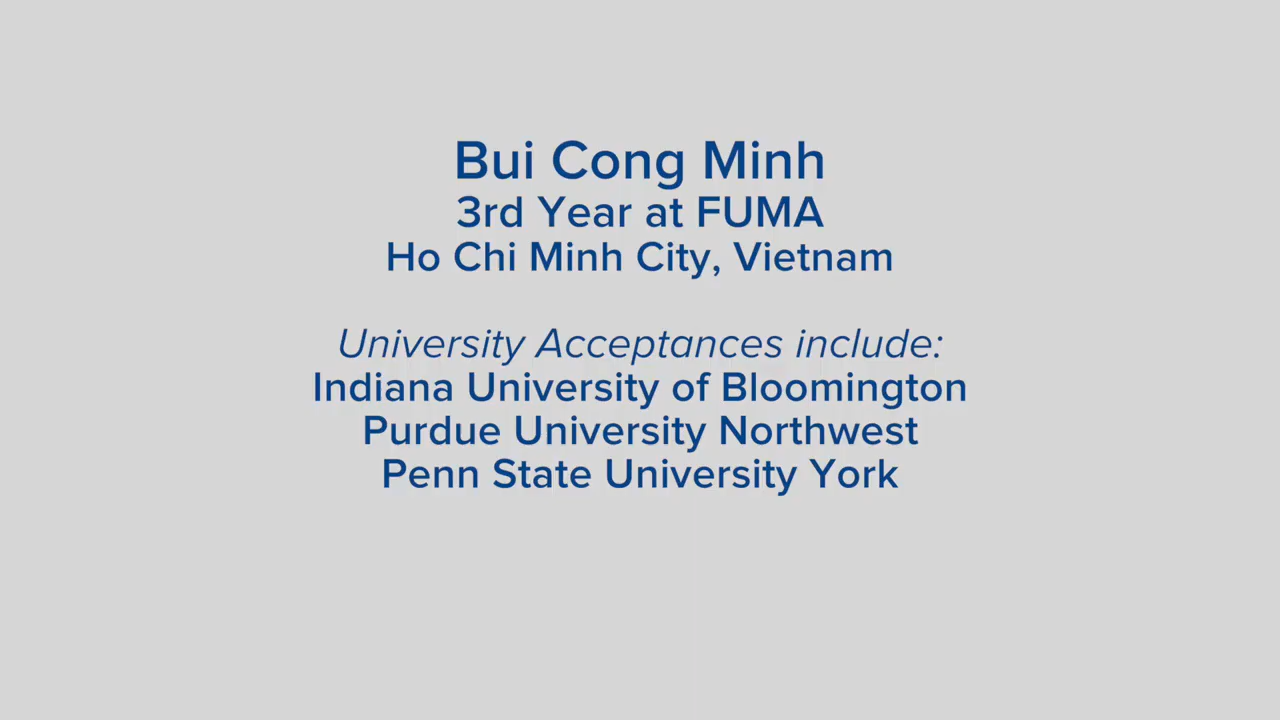 Bui Cong Minh
3rd Year at FUMA
Ho Chi Minh City, Vietnam
University Acceptances include:
Indiana University of Bloomington
Purdue University Northwest
Penn State University York